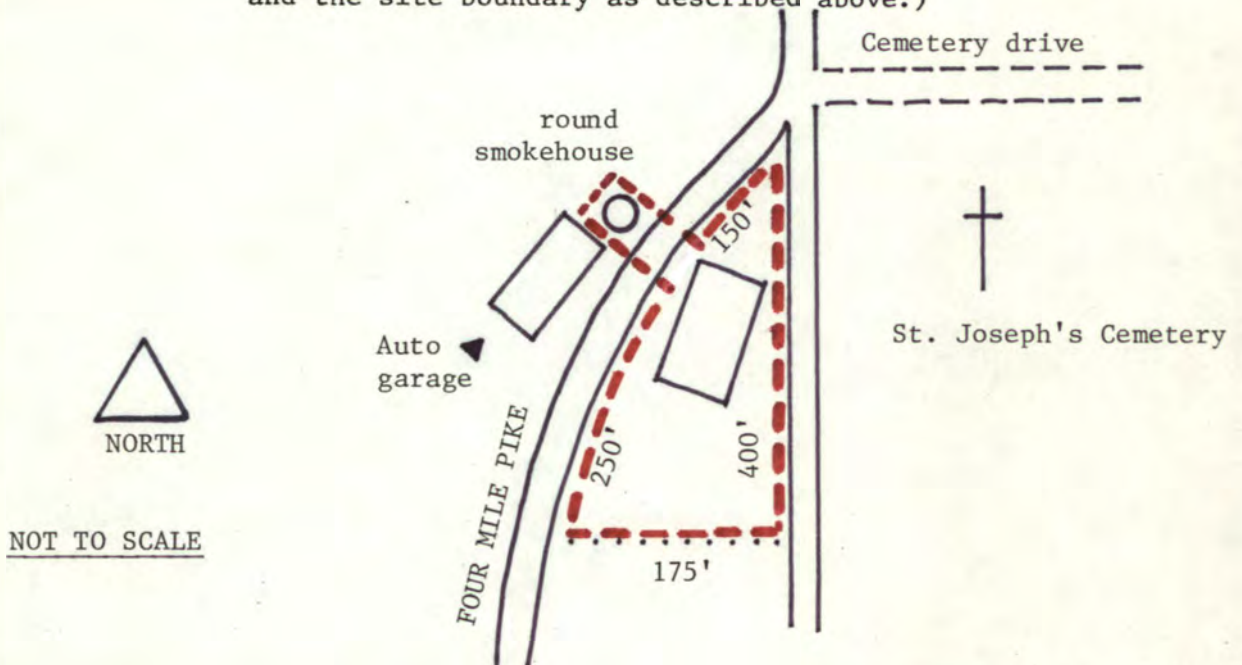 and the site boundary as described above.)
Cemetery drive
round
smokehouse
150'
St. Joseph's Cemetery
Auto
garage
NORTH
250'
400'
FOUR MILE PIKE
NOT TO SCALE
175'